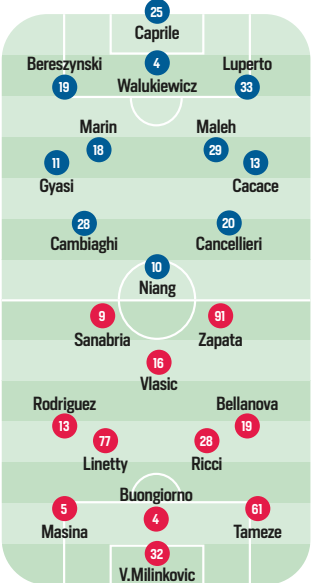 25
Caprile
Bereszynski 4 Luperto
19 Walukiewicz 33
Marin Maleh
18 29
11 13
Gyasi Cacace
28 20
Cambiaghi Cancellieri
10
Niang
9 91
Sanabria Zapata
16
Vlasic
Rodriguez Bellanova
13 19
77 28
Linetty Ricci
Buongiorno
5 4 61
Masina Tameze
32
V.Milinkovic